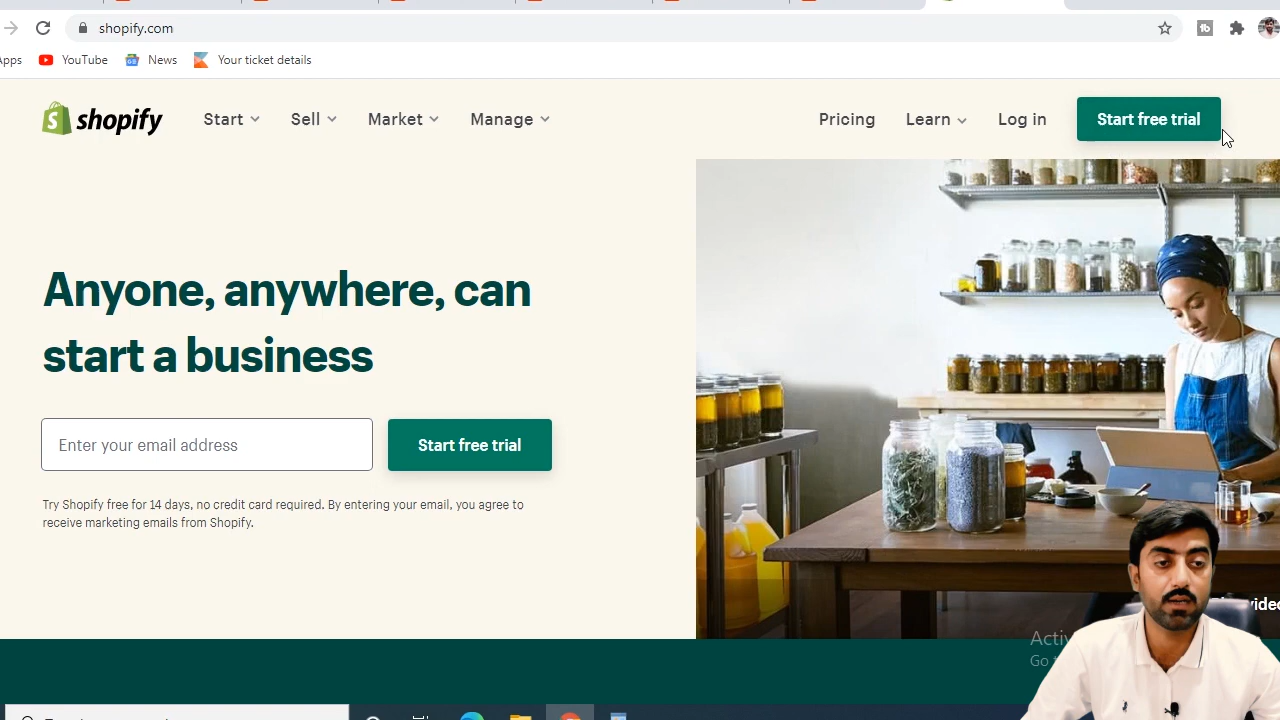 shopify.com
YouTube
News
Your ticket details
shopify
Start
Sell
Market
Manage
Pricing
Learn
Log in
Start free trial
Anyone, anywhere, can
start a business
Enter your email address
Start free trial
Try Shopify free for 14 days, no credit card required. By entering your email, you agree to
receive marketing emails from Shopify.